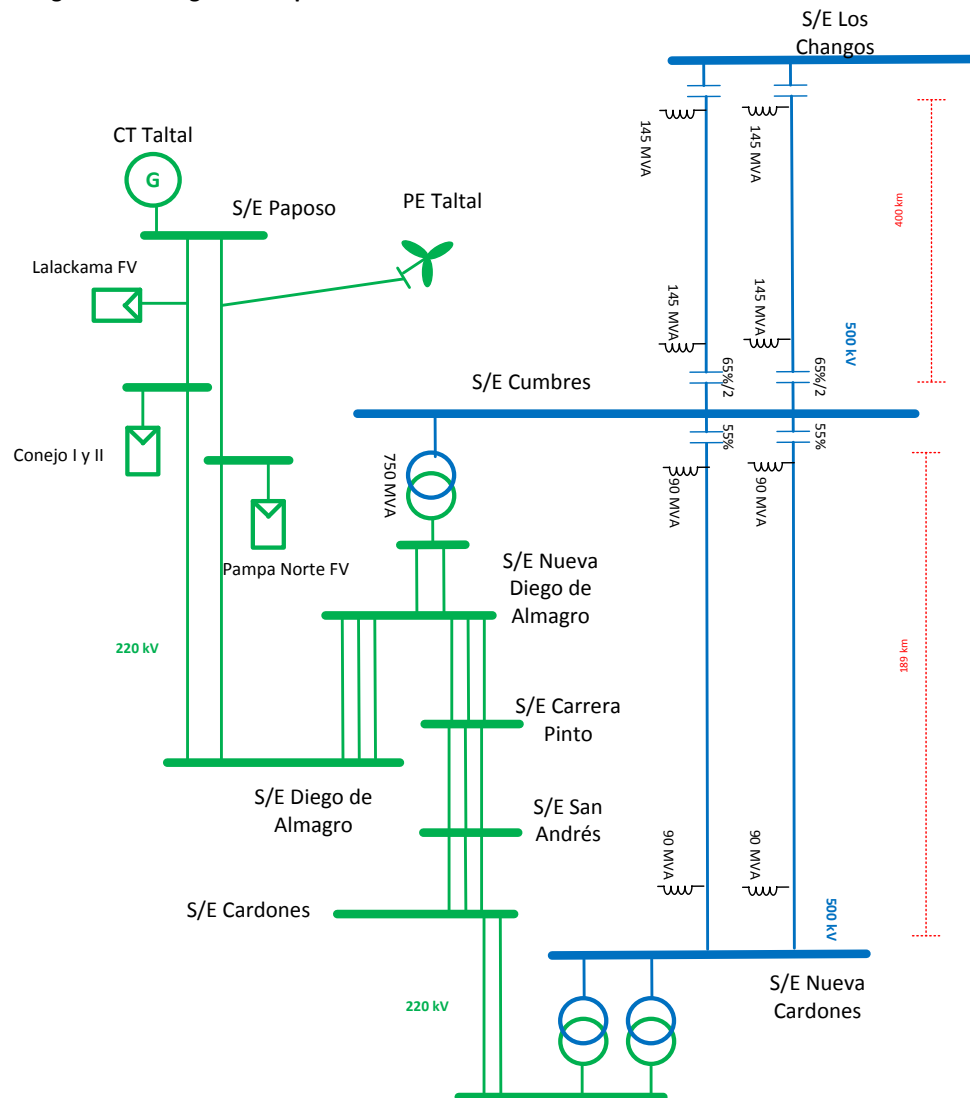 S/E Los
Changos
145 MVA
145 MVA
CT Taltal
G
S/E Paposo
PE Taltal
400 km
Lalackama FV
145 MVA
145 MVA
500 kV
65%/2
65%/2
S/E Cumbres
55%
55%
Conejo I y II
750 MVA
90 MVA
90 MVA
Pampa Norte FV
S/E Nueva
Diego de
Almagro
220 kV
189 km
S/E Carrera
Pinto
S/E Diego de
Almagro
S/E San
Andrés
90 MVA
90 MVA
S/E Cardones
500 kV
S/E Nueva
Cardones
220 kV